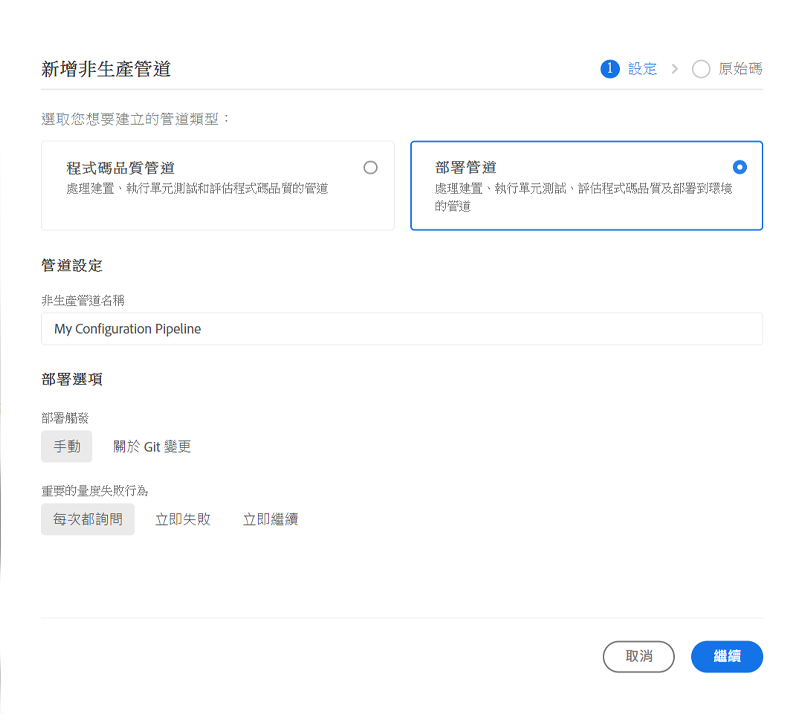 新增非生產管道
1 設定 > 原始碼
選取您想要建立的管道類型：
程式碼品質管道
處理建置、執行單元測試和評估程式碼品質的管道
部署管道
處理建置、執行單元測試、評估程式碼品質及部署到環境
的管道
管道設定
非生產管道名稱
My Configuration Pipeline
部署選項
部署觸發
手動 關於 Git 變更
重要的量度失敗行為
每次都詢問 立即失敗 立即繼續
取消 繼續